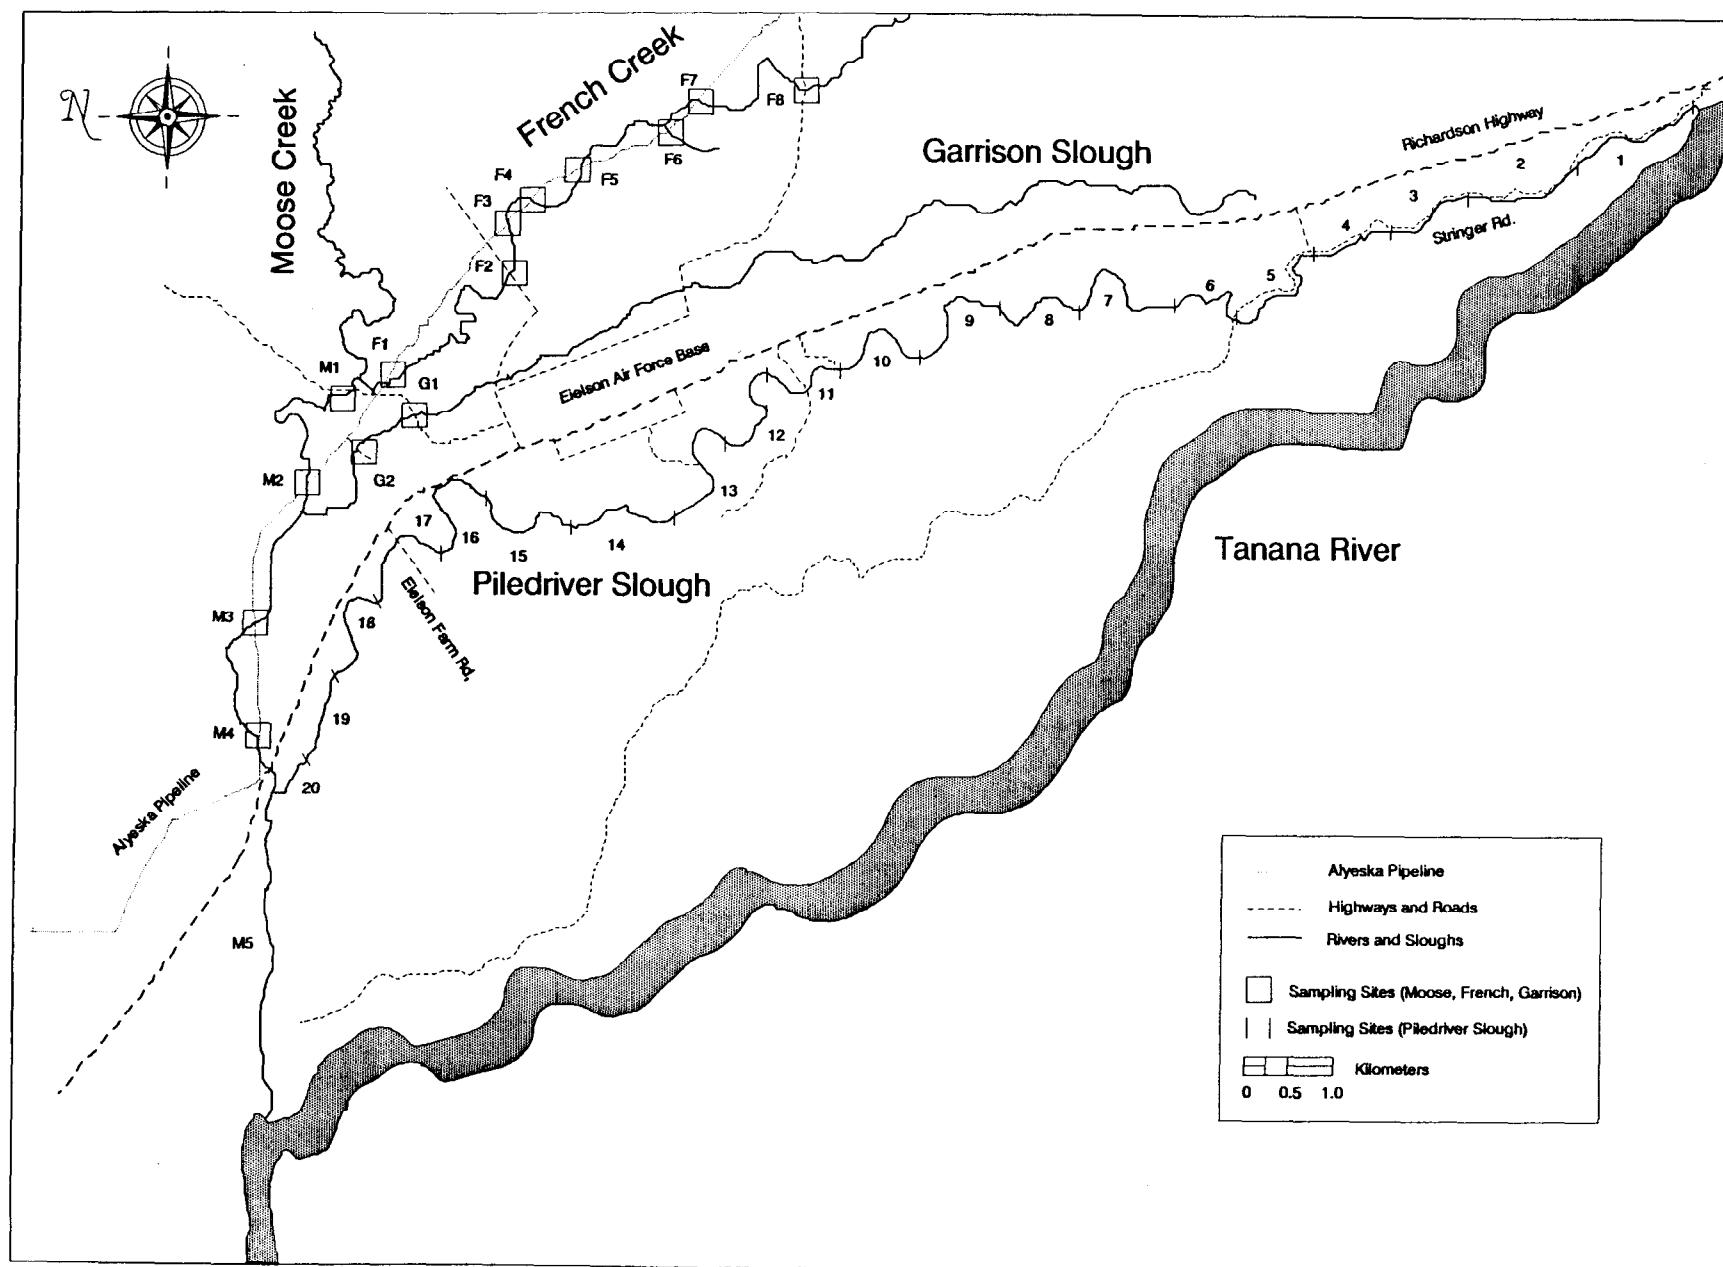 N
Moose Creek
French Creek
F7
F8
F6
F5
F4
F3
F2
F1
Garrison Slough
Richardson Highway
1
2
3
4
5
Stringer Rd.
6
7
8
9
10
11
12
13
14
15
16
17
18
19
20
M1
G1
G2
M2
M3
M4
M5
Eielson Air Force Base
Piledriver Slough
Eielson Farm Rd.
Tanana River
Alyeska Pipeline
Alyeska Pipeline
Highways and Roads
Rivers and Sloughs
Sampling Sites (Moose, French, Garrison)
Sampling Sites (Piledriver Slough)
Kilometers
0 0.5 1.0